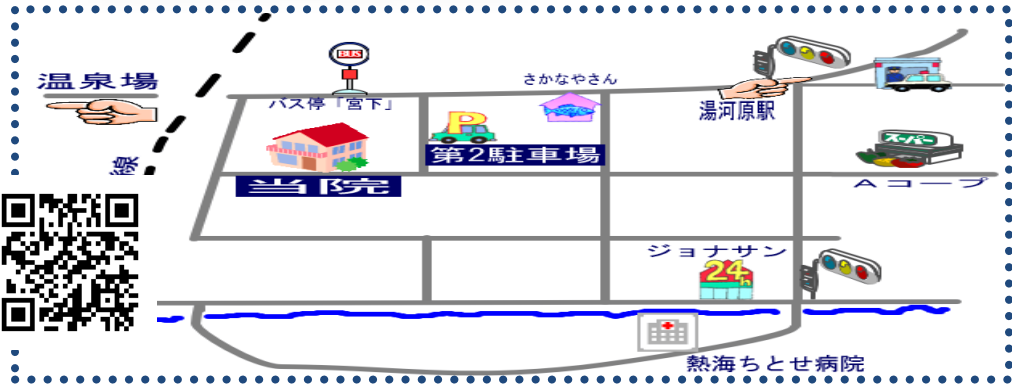 温泉場
BUS
バス停「宮下」
さかなやさん
湯河原駅
P
第2駐車場
スーパー
Aコープ
線
当院
ジョナサン
24h
熱海ちとせ病院